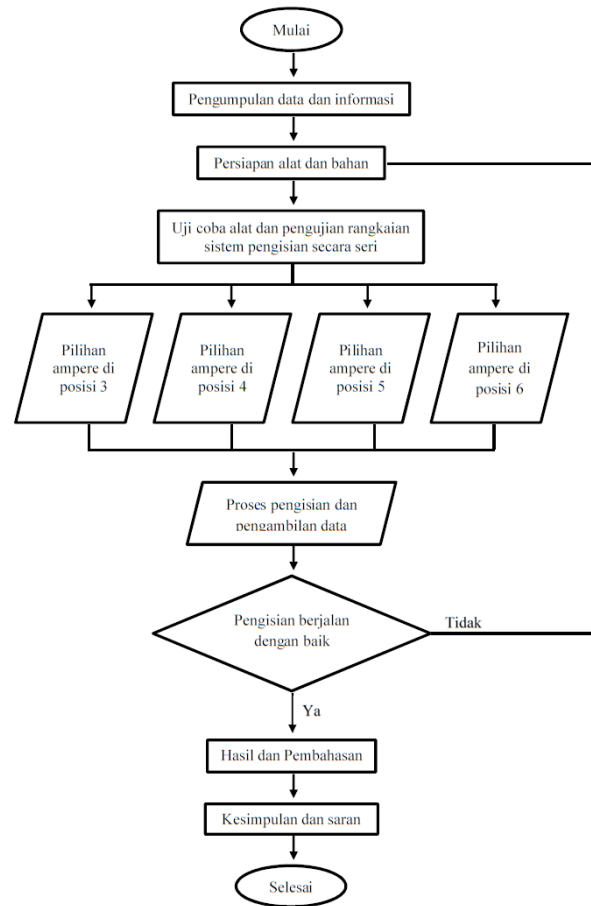 Mulai
Pengumpulan data dan informasi
Persiapan alat dan bahan
Uji coba alat dan pengujian rangkaian
sistem pengisian secara seri
Pilihan
ampere di
posisi 3
Pilihan
ampere di
posisi 4
Pilihan
ampere di
posisi 5
Pilihan
ampere di
posisi 6
Proses pengisian dan
pengambilan data
Pengisian berjalan
dengan baik
Tidak
Ya
Hasil dan Pembahasan
Kesimpulan dan saran
Selesai